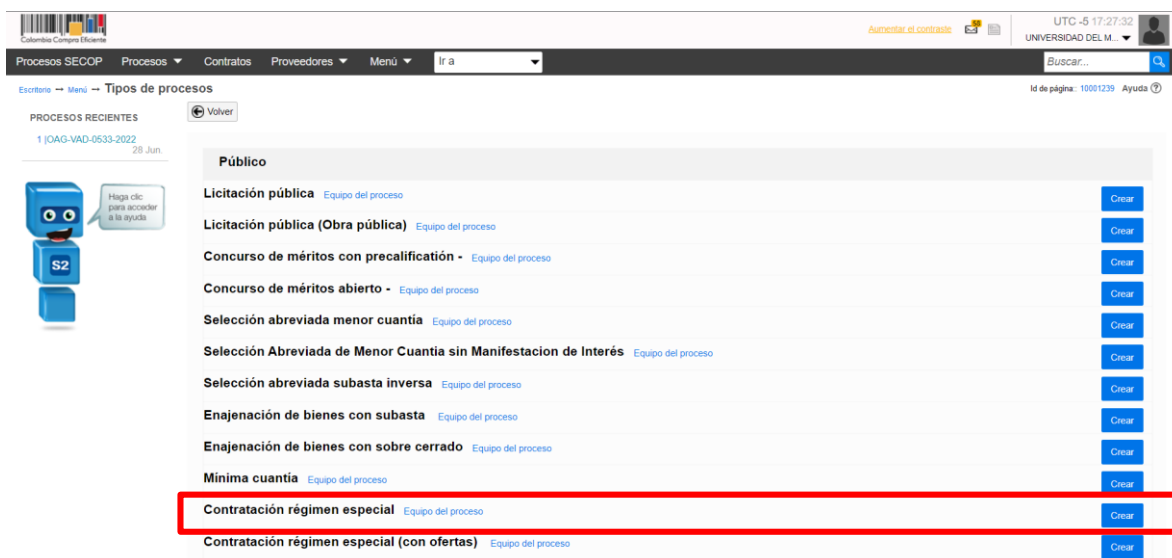 Colombia Compra Eficiente
Aumentar el contraste
UTC -5 17:27:32
UNIVERSIDAD DEL M...
Procesos SECOP Procesos Contratos Proveedores Menú Ir a Buscar...
Escritorio → Menú → Tipos de procesos
Id de página:: 10001239 Ayuda
PROCESOS RECIENTES
Volver
1 |OAG-VAD-0533-2022
28 Jun.
Haga clic
para acceder
a la ayuda
S2
Público
Licitación pública Equipo del proceso Crear
Licitación pública (Obra pública) Equipo del proceso Crear
Concurso de méritos con precalificatión - Equipo del proceso Crear
Concurso de méritos abierto - Equipo del proceso Crear
Selección abreviada menor cuantía Equipo del proceso Crear
Selección Abreviada de Menor Cuantia sin Manifestacion de Interés Equipo del proceso Crear
Selección abreviada subasta inversa Equipo del proceso Crear
Enajenación de bienes con subasta Equipo del proceso Crear
Enajenación de bienes con sobre cerrado Equipo del proceso Crear
Mínima cuantía Equipo del proceso Crear
Contratación régimen especial Equipo del proceso Crear
Contratación régimen especial (con ofertas) Equipo del proceso Crear